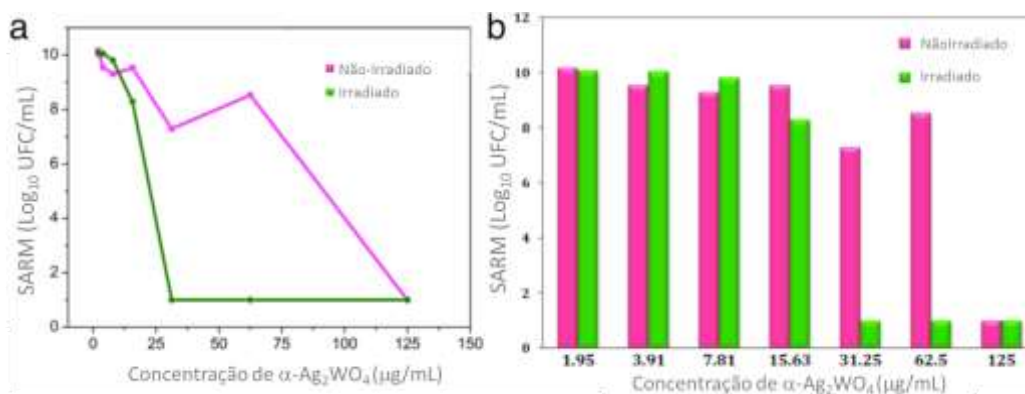 a
SARM (Log10 UFC/mL)
10
8
6
4
2
0
0 25 50 75 100 125 150
Concentração de α-Ag2WO4 (µg/mL)
Não-Irradiado
Irradiado
b
SARM (Log10 UFC/mL)
12
10
8
6
4
2
0
1.95 3.91 7.81 15.63 31.25 62.5 125
Concentração de α-Ag2WO4 (µg/mL)
NãoIrradiado
Irradiado